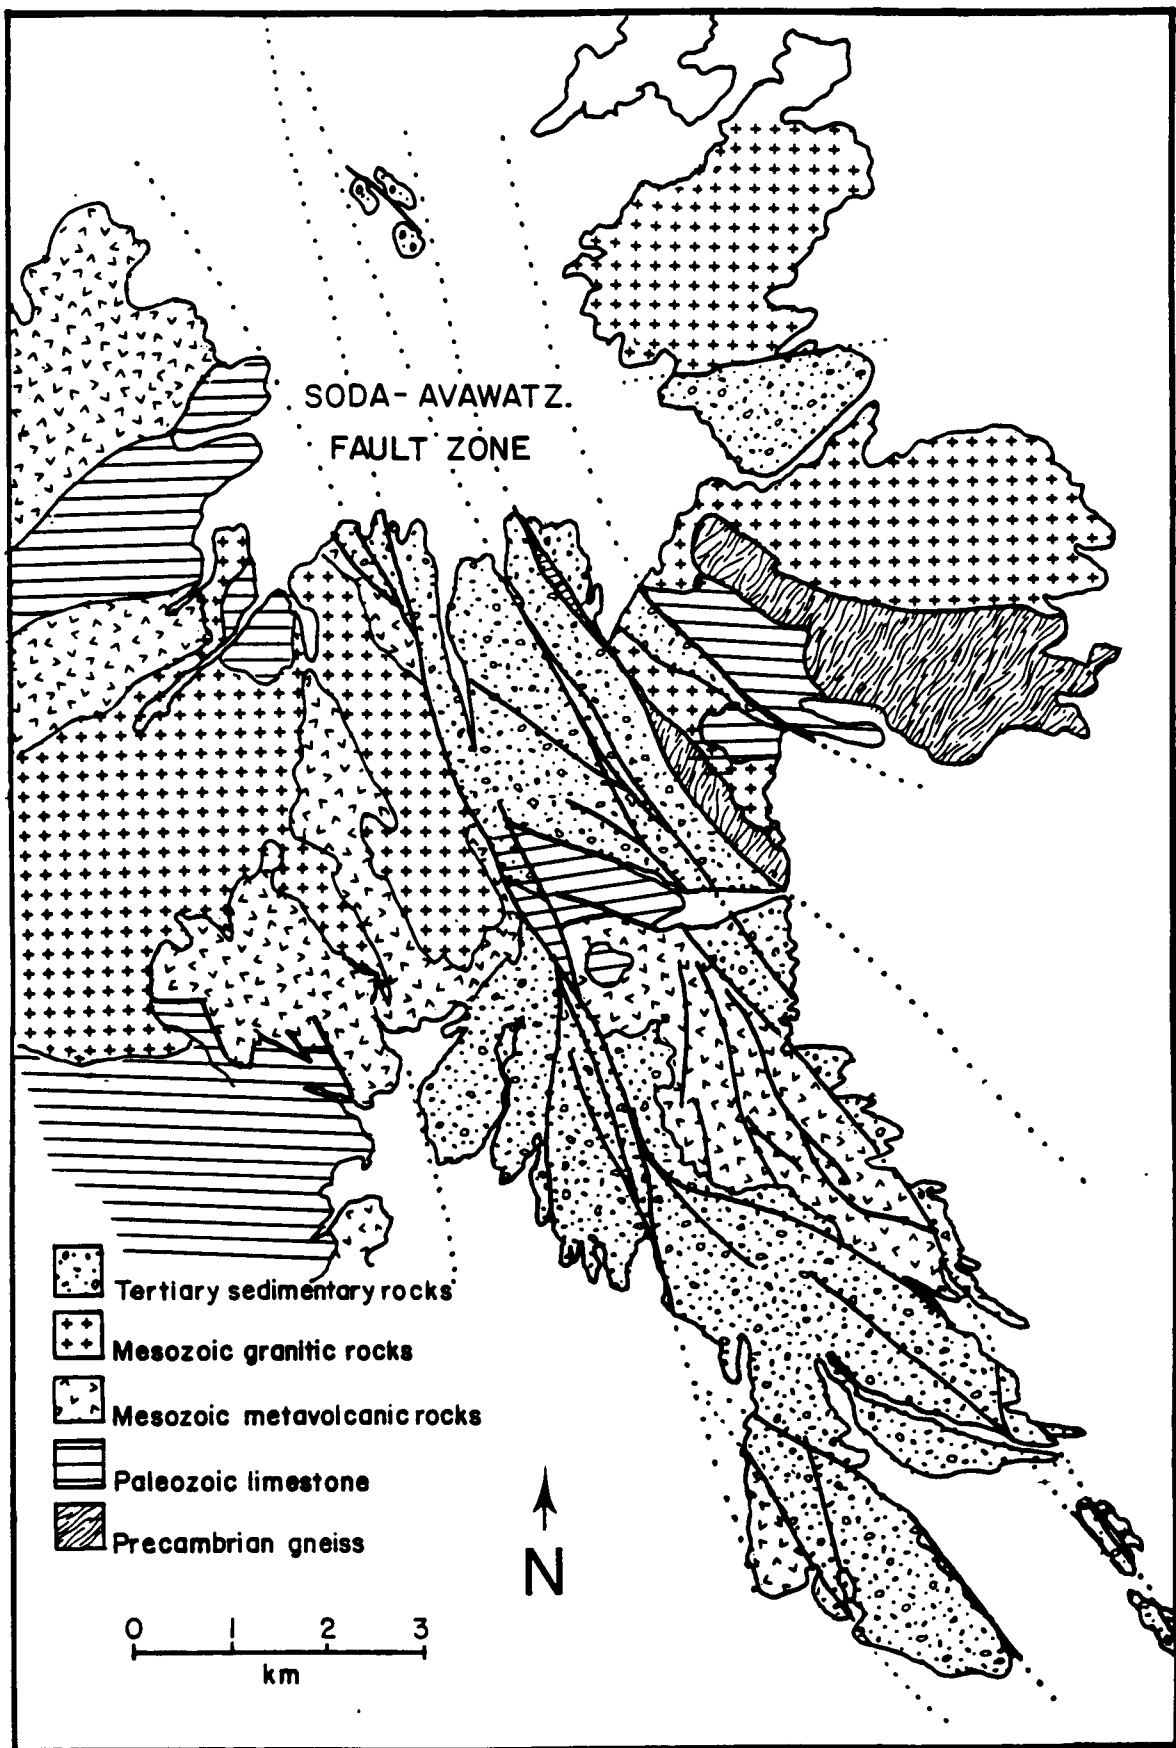 SODA-AVAWATZ.
FAULT ZONE
Tertiary sedimentary rocks
Mesozoic granitic rocks
Mesozoic metavolcanic rocks
Paleozoic limestone
Precambrian gneiss
N
0 1 2 3
km